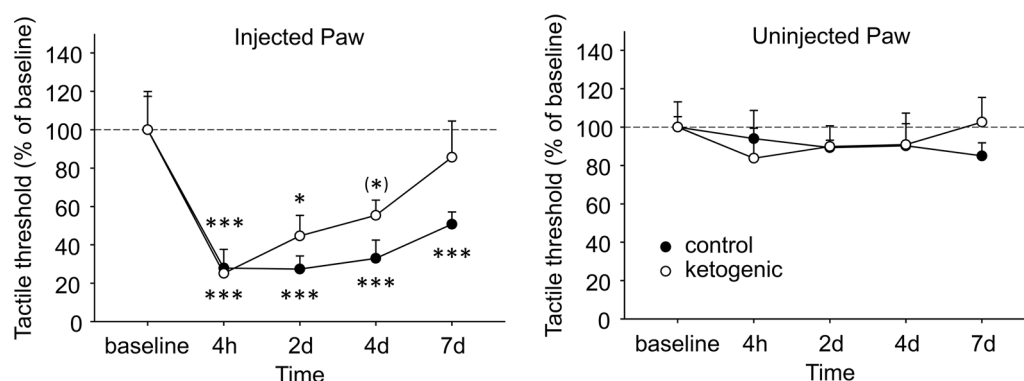 Injected Paw
Tactile threshold (% of baseline)
140
120
100
80
60
40
20
0
***
*
(*)
***
***
***
***
baseline 4h 2d 4d 7d
Time
Uninjected Paw
Tactile threshold (% of baseline)
140
120
100
80
60
40
20
0
control
ketogenic
baseline 4h 2d 4d 7d
Time